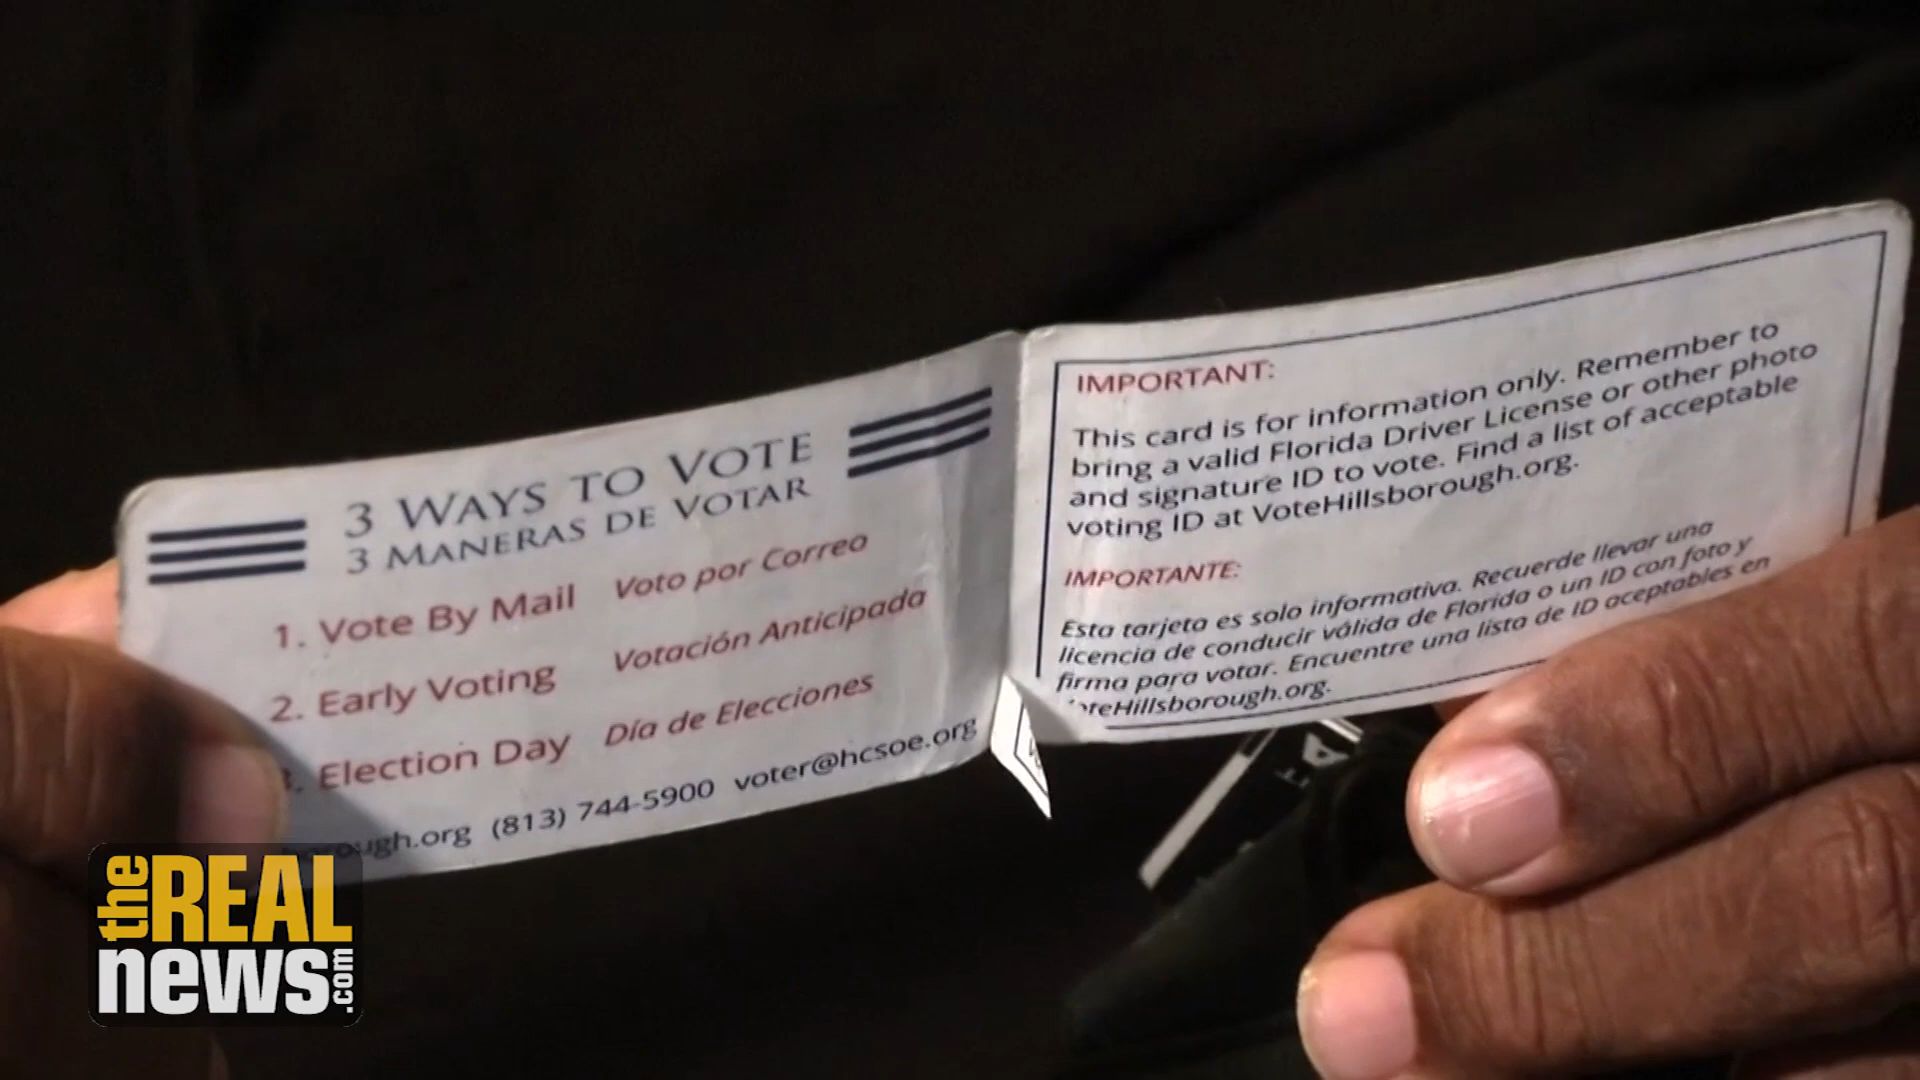 3 WAYS TO VOTE
3 MANERAS DE VOTAR
1. Vote By Mail Voto por Correo
2. Early Voting Votación Anticipada
. Election Day Día de Elecciones
borough.org (813) 744-5900 voter@hcsoe.org
IMPORTANT:
This card is for information only. Remember to
bring a valid Florida Driver License or other photo
and signature ID to vote. Find a list of acceptable
voting ID at VoteHillsborough.org.
IMPORTANTE:
Esta tarjeta es solo informativa. Recuerde llevar una
licencia de conducir válida de Florida o un ID con foto y
firma para votar. Encuentre una lista de ID aceptables en
oteHillsborough.org.
the REAL
news.com